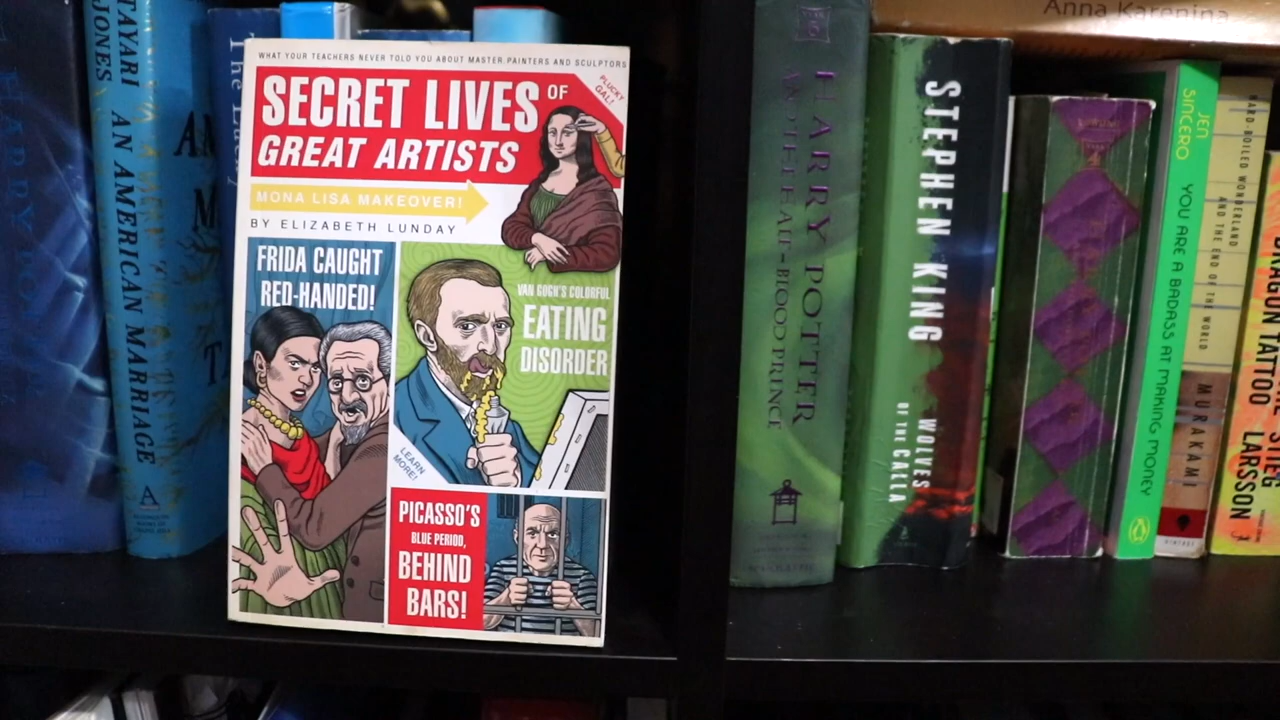 TAYARI JONES
AN AMERICAN MARRIAGE
A
WHAT YOUR TEACHERS NEVER TOLD YOU ABOUT MASTER PAINTERS AND SCULPTORS
SECRET LIVES OF
GREAT ARTISTS
PLUCKY
GAL!
MONA LISA MAKEOVER!
BY ELIZABETH LUNDAY
FRIDA CAUGHT
RED-HANDED!
VAN GOGH'S COLORFUL
EATING
DISORDER
LEARN
MORE!
PICASSO'S
BLUE PERIOD,
BEHIND
BARS!
Anna Karenina
YEAR
6
HARRY POTTER
AND THE HALF-BLOOD PRINCE
SCHOLASTIC
STEPHEN KING
WOLVES
OF THE CALLA
JEN
SINCERO
YOU ARE A BADASS AT MAKING MONEY
HARD-BOILED WONDERLAND
AND THE END OF THE WORLD
MURAKAMI
VINTAGE
DRAGON TATTOO
STIEG
LARSSON